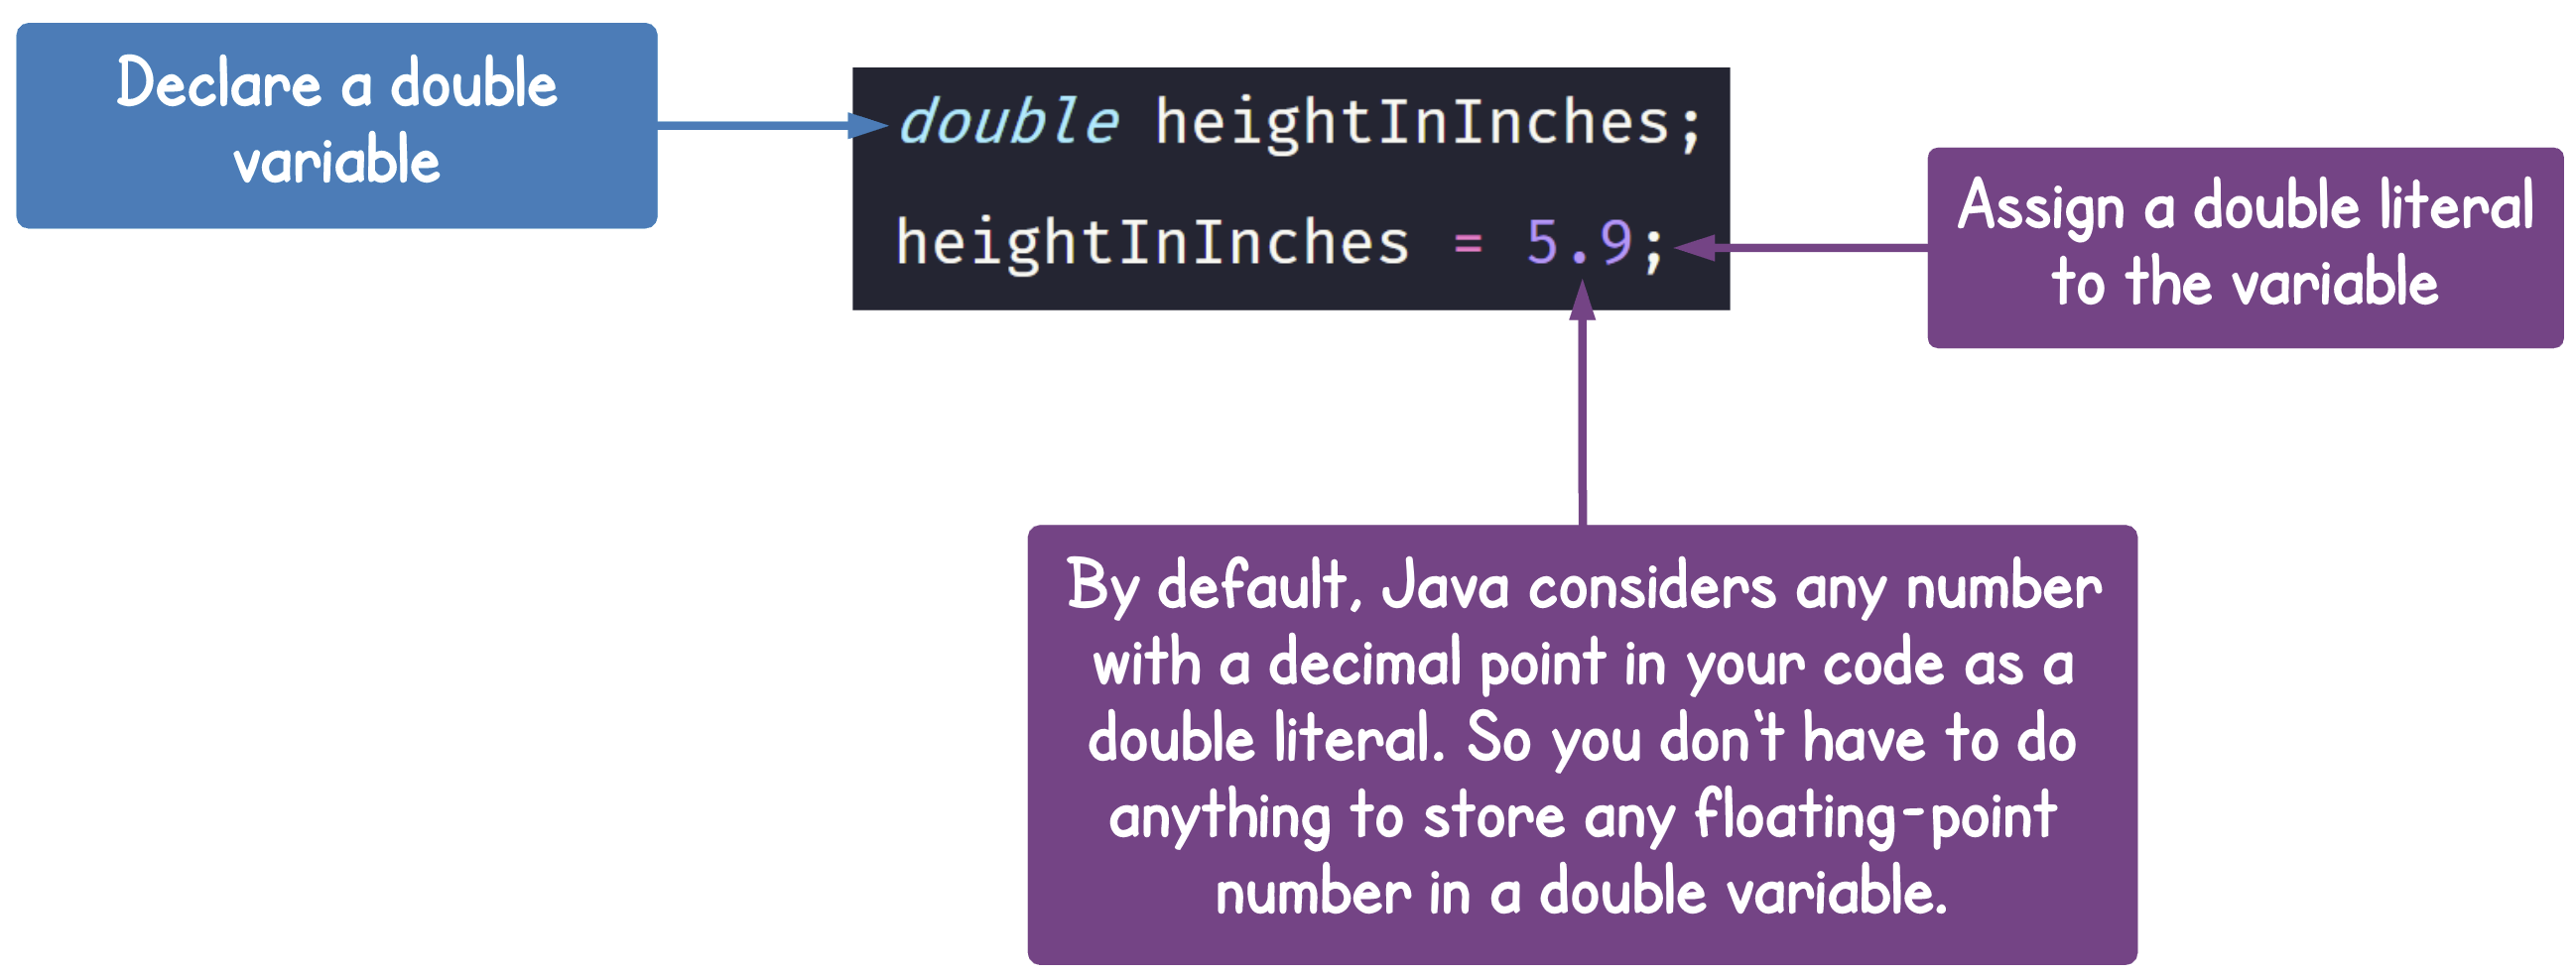 Declare a double
variable
double heightInInches;
heightInInches = 5.9;
Assign a double literal
to the variable
By default, Java considers any number
with a decimal point in your code as a
double literal. So you don't have to do
anything to store any floating-point
number in a double variable.